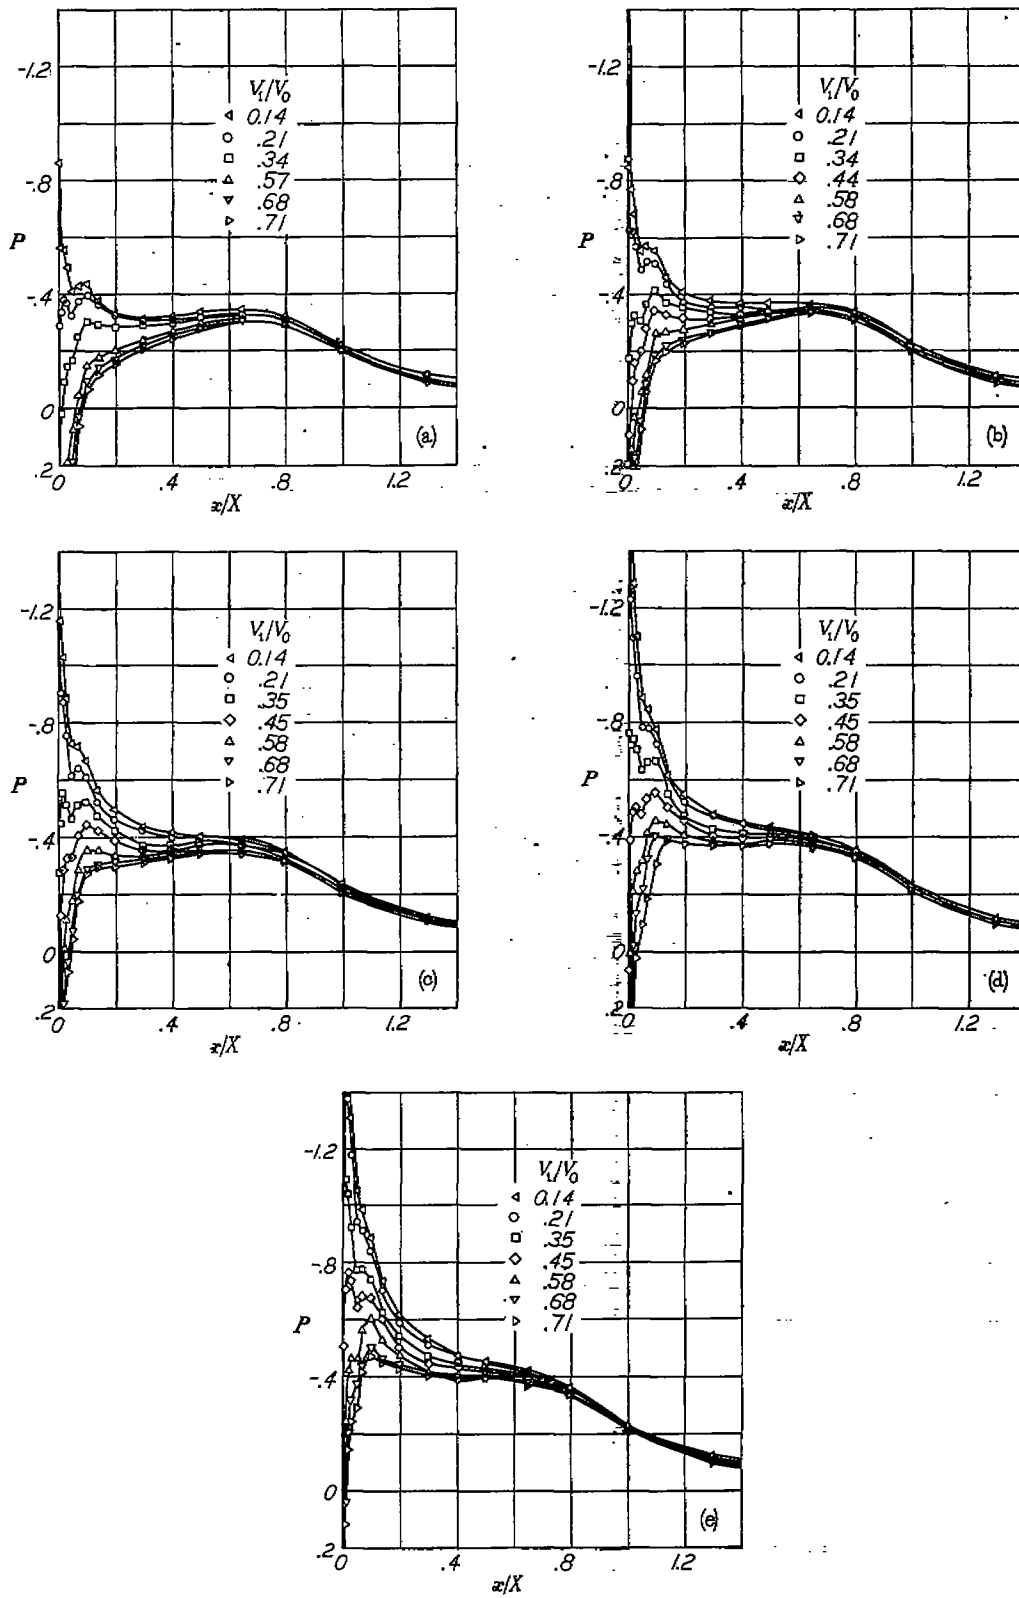 -1.2
-.8
P
-.4
0
.2
V₁/V₀
0.14
.21
.34
.57
.68
.71
(a)
0 .4 .8 1.2
x/X
-1.2
-.8
P
-.4
0
.2
V₁/V₀
0.14
.21
.34
.44
.58
.68
.71
(b)
0 .4 .8 1.2
x/X
-1.2
-.8
P
-.4
0
.2
V₁/V₀
0.14
.21
.35
.45
.58
.68
.71
(c)
0 .4 .8 1.2
x/X
-1.2
-.8
P
-.4
0
.2
V₁/V₀
0.14
.21
.35
.45
.58
.68
.71
(d)
0 .4 .8 1.2
x/X
-1.2
-.8
P
-.4
0
.2
V₁/V₀
0.14
.21
.35
.45
.58
.68
.71
(e)
0 .4 .8 1.2
x/X